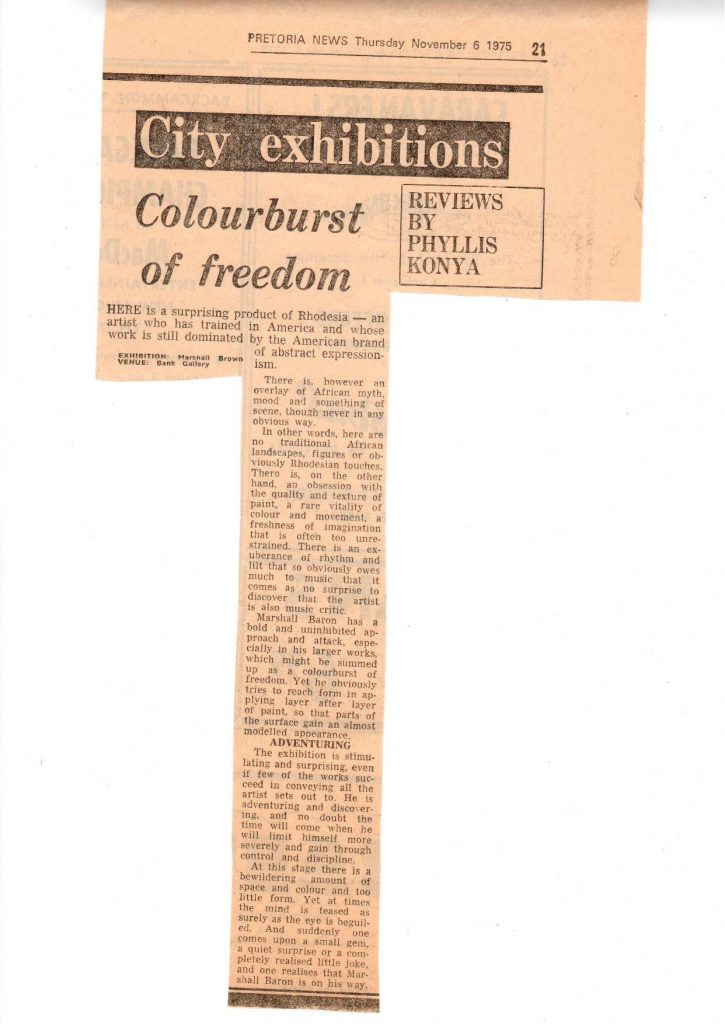 PRETORIA NEWS Thursday November 6 1975 21
City exhibitions
Colourburst
of freedom
REVIEWS
BY
PHYLLIS
KONYA
HERE is a surprising product of Rhodesia — an
artist who has trained in America and whose
work is still dominated by the American brand
EXHIBITION: Marshall Brown
VENUE: Bank Gallery
of abstract expression-
ism.
There is, however an
overlay of African myth,
mood and something of
scene, though never in any
obvious way.
In other words, here are
no traditional African
landscapes, figures or ob-
viously Rhodesian touches.
There is, on the other
hand, an obsession with
the quality and texture of
paint, a rare vitality of
colour and movement, a
freshness of imagination
that is often too unre-
strained. There is an ex-
uberance of rhythm and
lilt that so obviously owes
much to music that it
comes as no surprise to
discover that the artist
is also music critic.
Marshall Baron has a
bold and uninhibited ap-
proach and attack, espe-
cially in his larger works,
which might be summed
up as a colourburst of
freedom. Yet he obviously
tries to reach form in ap-
plying layer after layer
of paint, so that parts of
the surface gain an almost
modelled appearance.
ADVENTURING
The exhibition is stimu-
lating and surprising, even
if few of the works suc-
ceed in conveying all the
artist sets out to. He is
adventuring and discover-
ing, and no doubt the
time will come when he
will limit himself more
severely and gain through
control and discipline.
At this stage there is a
bewildering amount of
space and colour and too
little form. Yet at times
the mind is teased as
surely as the eye is beguil-
ed. And suddenly one
comes upon a small gem,
a quiet surprise or a com-
pletely realised little joke,
and one realises that Mar-
shall Baron is on his way.